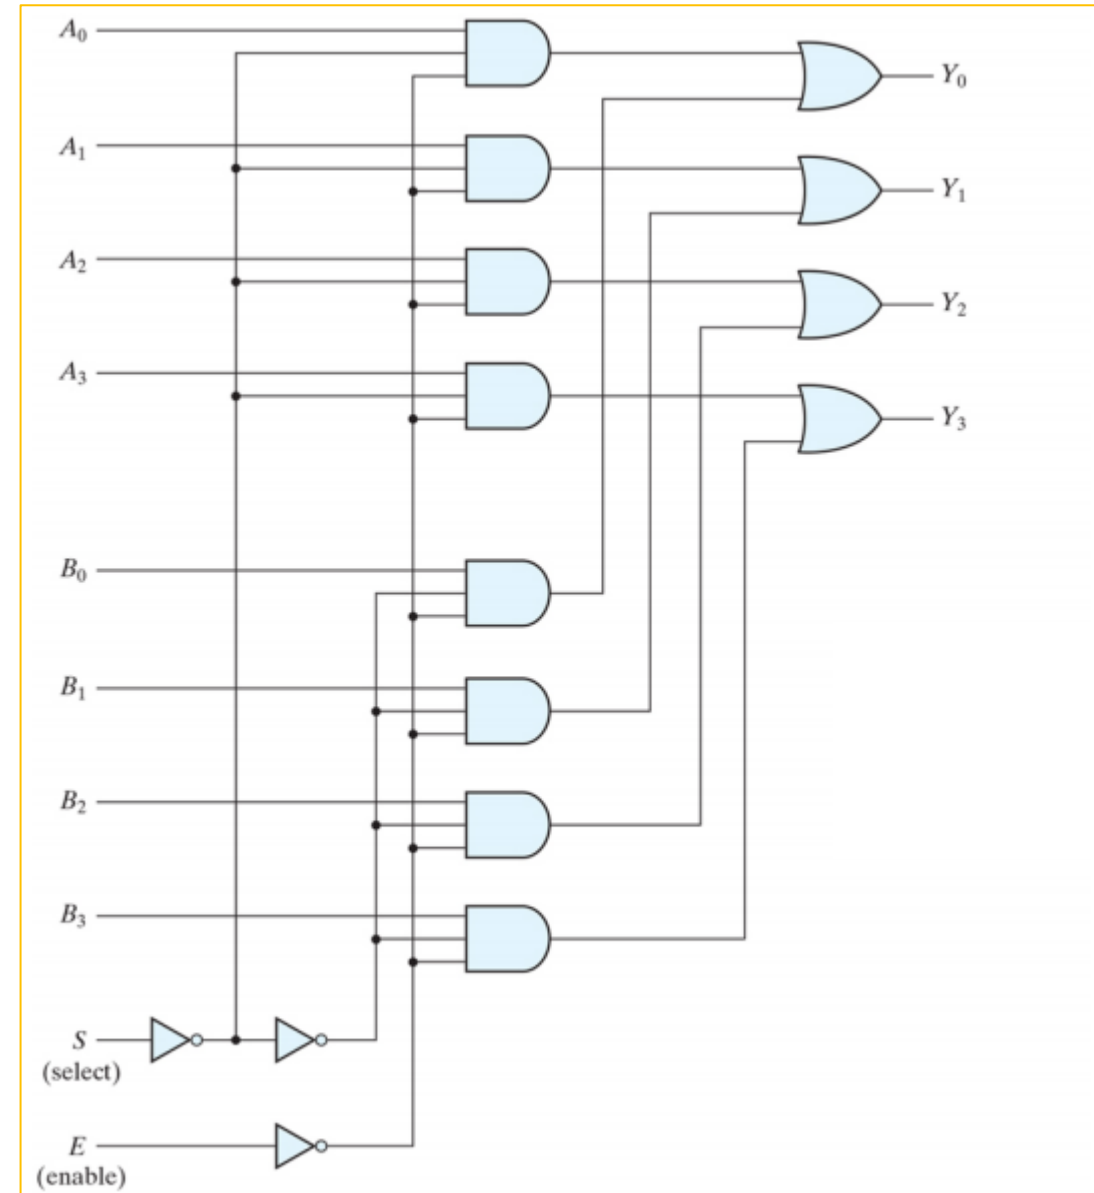 A₀
Y₀
A₁
Y₁
A₂
Y₂
A₃
Y₃
B₀
B₁
B₂
B₃
S
(select)
E
(enable)